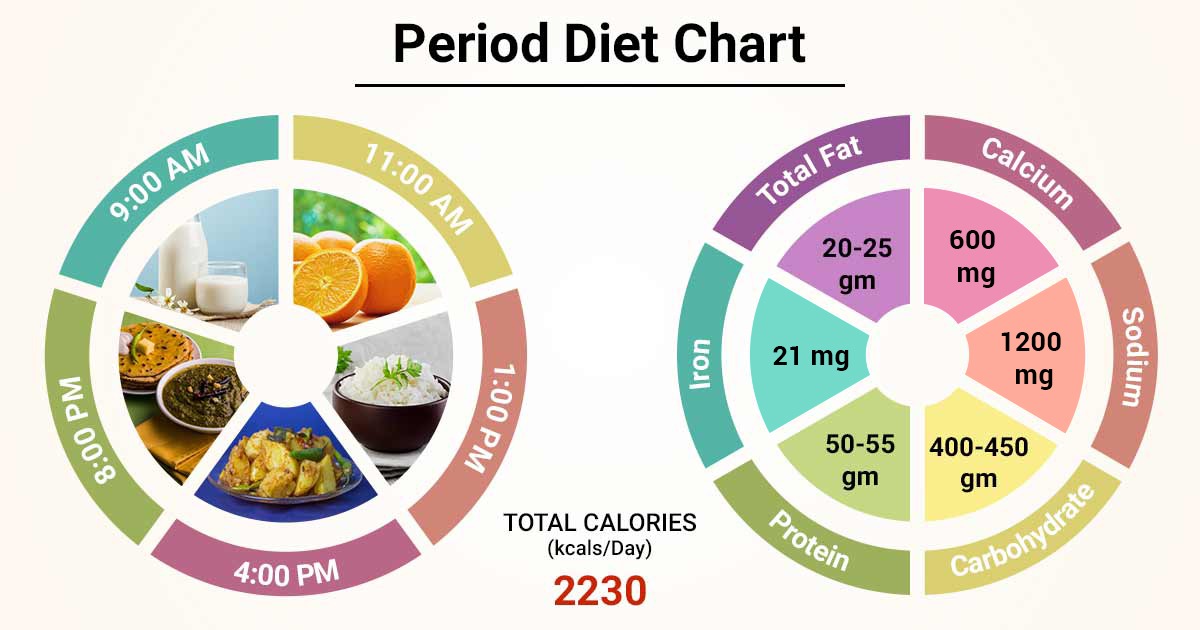 Period Diet Chart
9:00 AM
11:00 AM
1:00 PM
4:00 PM
8:00 PM
TOTAL CALORIES
(kcals/Day)
2230
Total Fat
20-25
gm
Calcium
600
mg
Sodium
1200
mg
Carbohydrate
400-450
gm
Protein
50-55
gm
Iron
21 mg